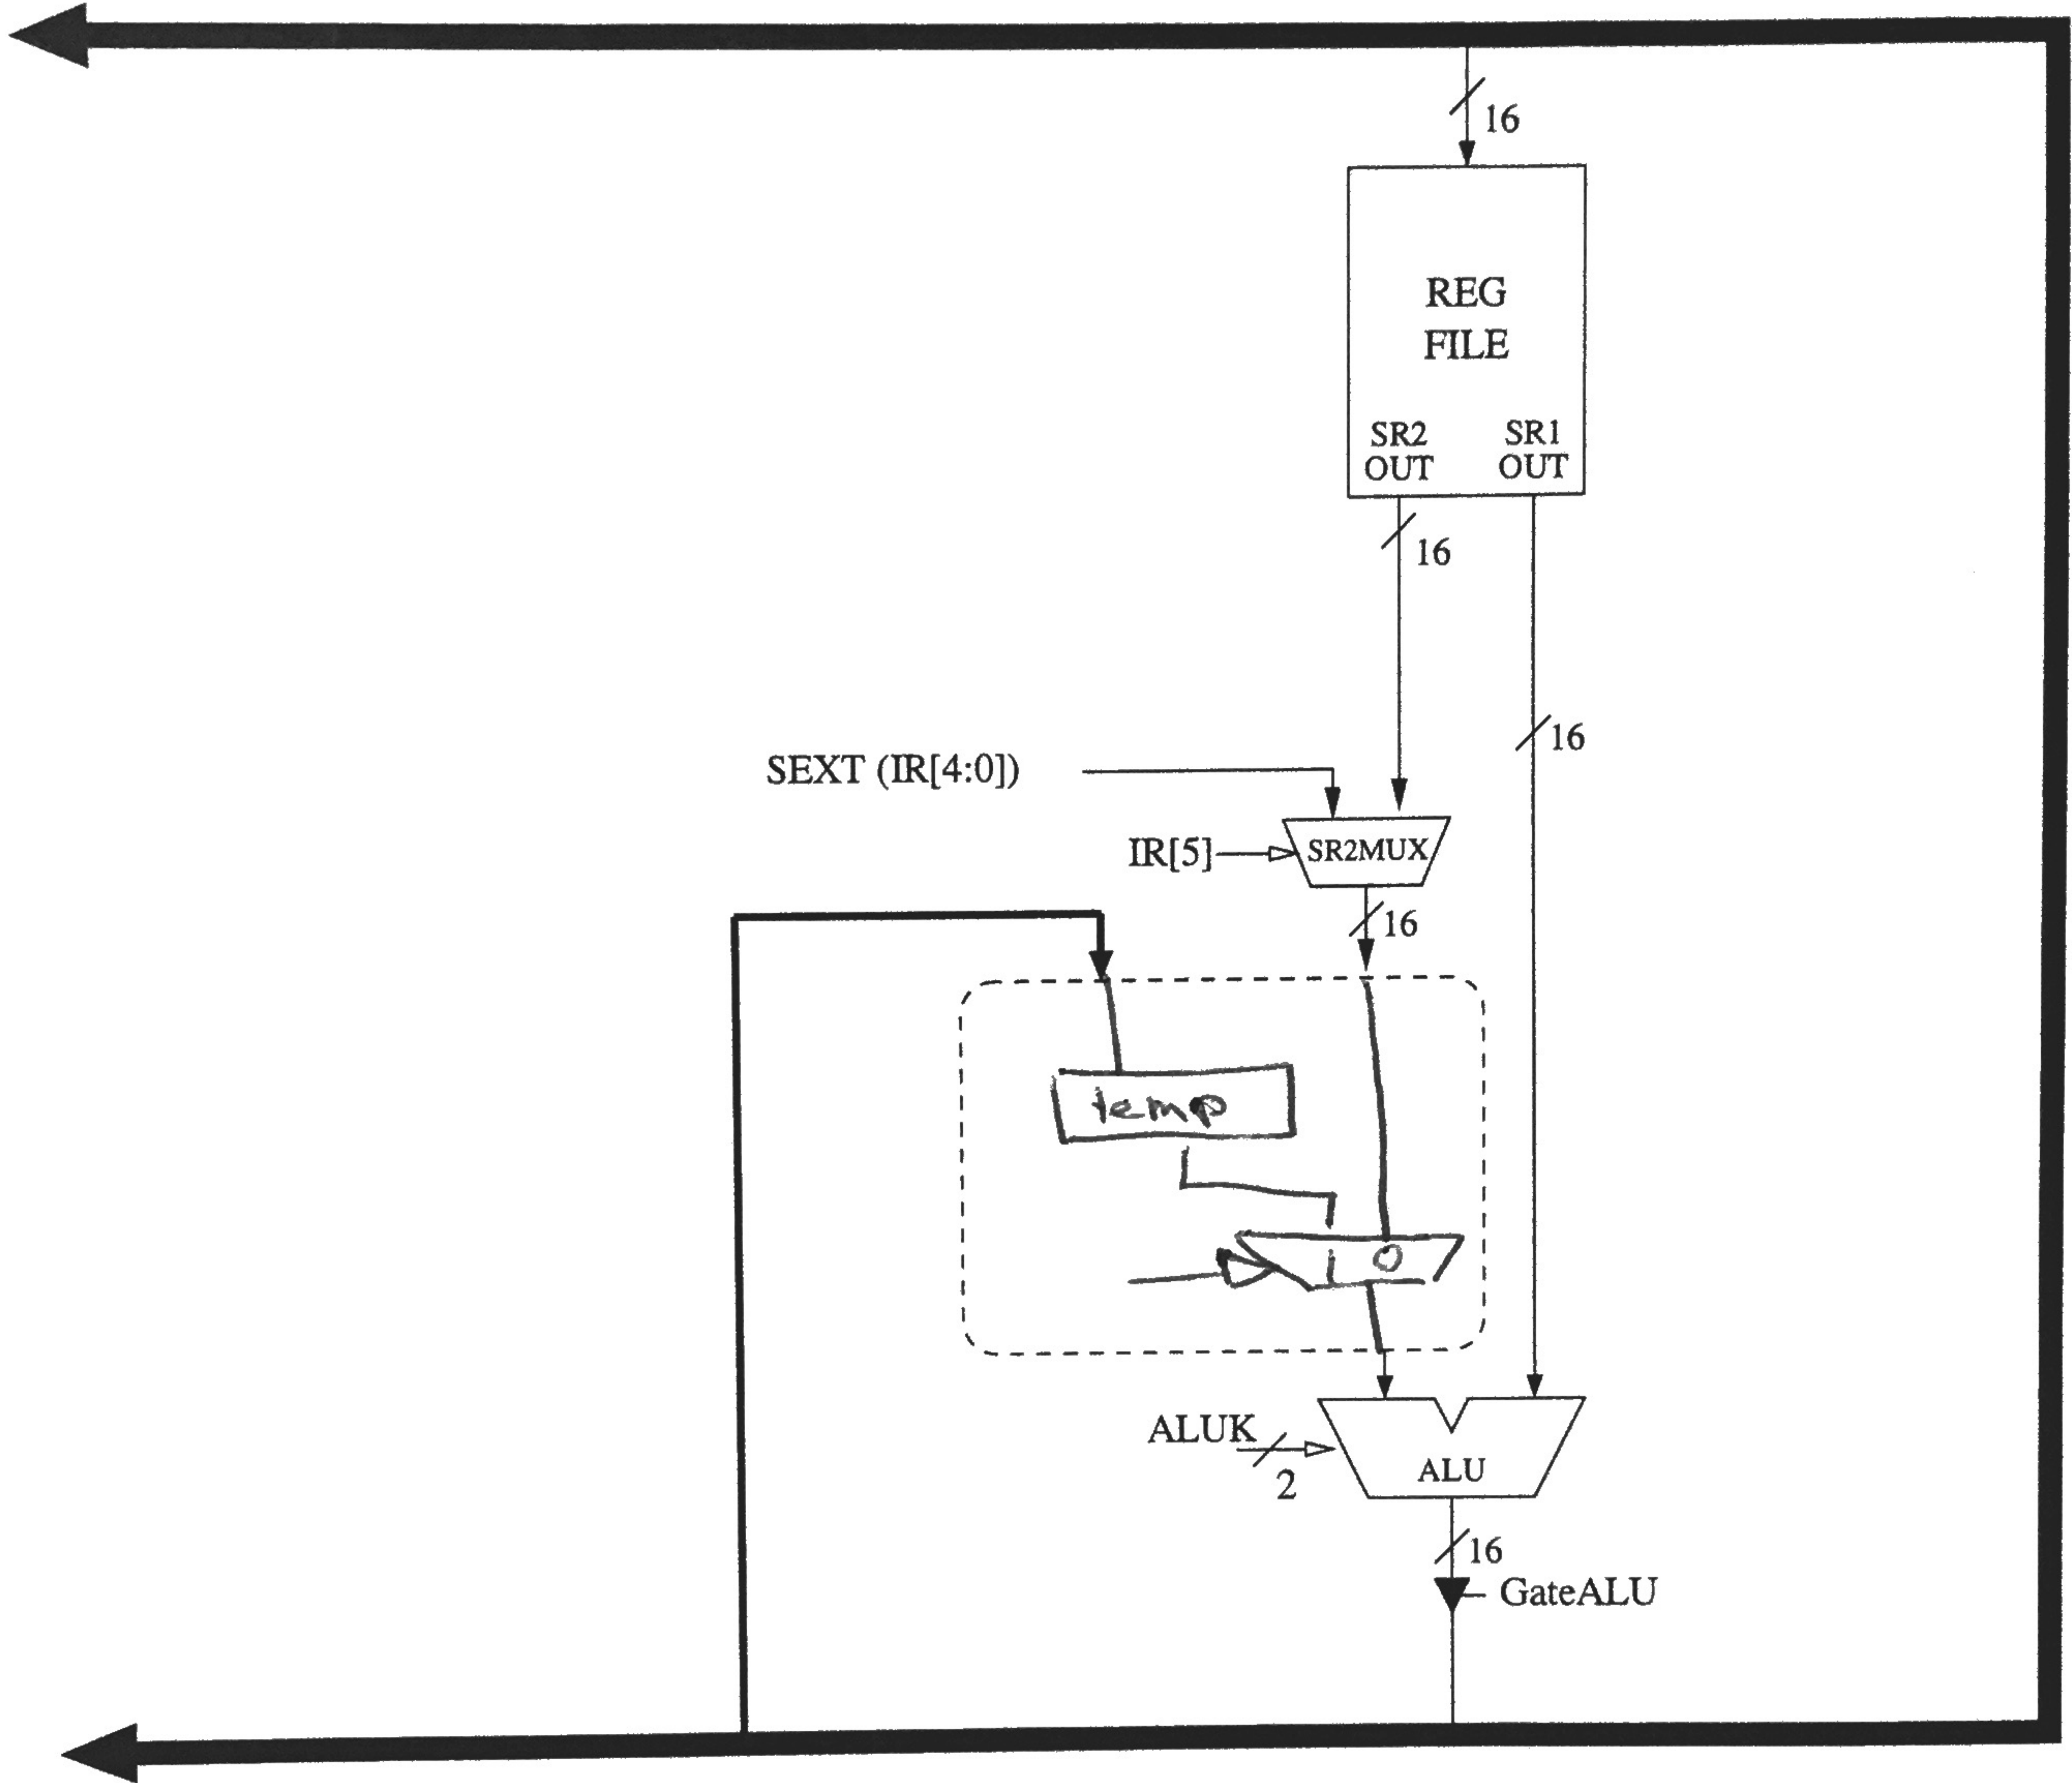 16
REG
FILE
SR2 SR1
OUT OUT
16
16
SEXT (IR[4:0])
IR[5] SR2MUX
16
temp
1 0
ALUK
2
ALU
16
GateALU